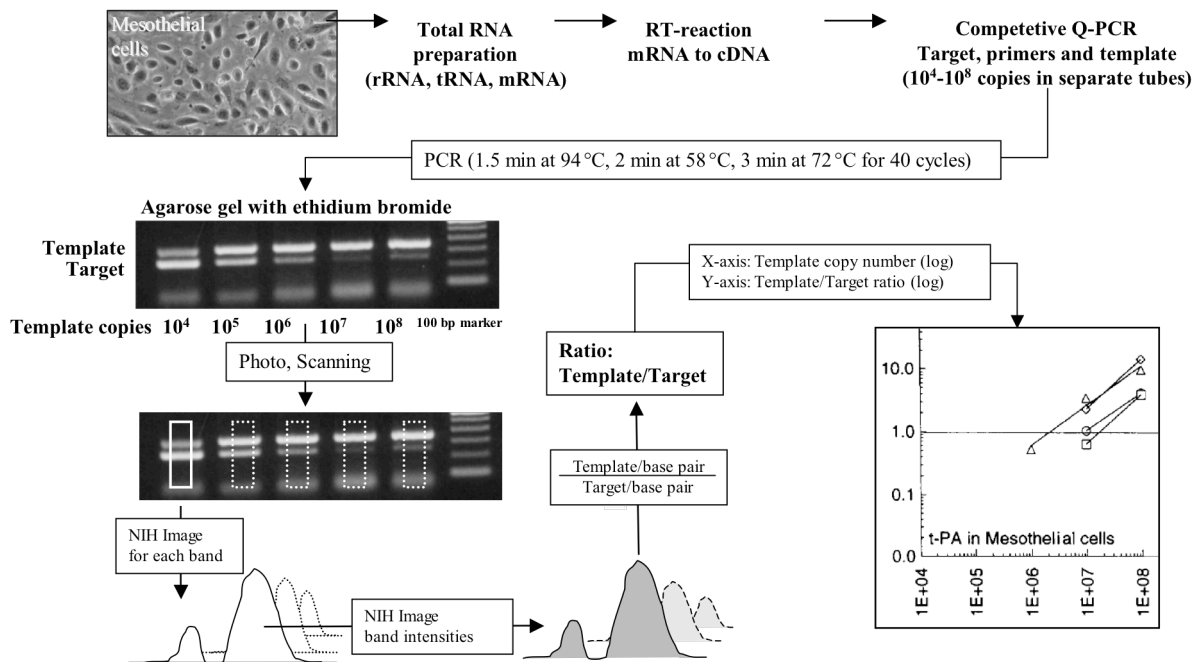 Mesothelial
cells
Total RNA
preparation
(rRNA, tRNA, mRNA)
RT-reaction
mRNA to cDNA
Competetive Q-PCR
Target, primers and template
(10⁴-10⁸ copies in separate tubes)
PCR (1.5 min at 94 °C, 2 min at 58 °C, 3 min at 72 °C for 40 cycles)
Agarose gel with ethidium bromide
Template
Target
Template copies 10⁴ 10⁵ 10⁶ 10⁷ 10⁸ 100 bp marker
Photo, Scanning
NIH Image
for each band
NIH Image
band intensities
Template/base pair
Target/base pair
Ratio:
Template/Target
X-axis: Template copy number (log)
Y-axis: Template/Target ratio (log)
10.0
1.0
0.1
0.0
t-PA in Mesothelial cells
1E+04
1E+05
1E+06
1E+07
1E+08